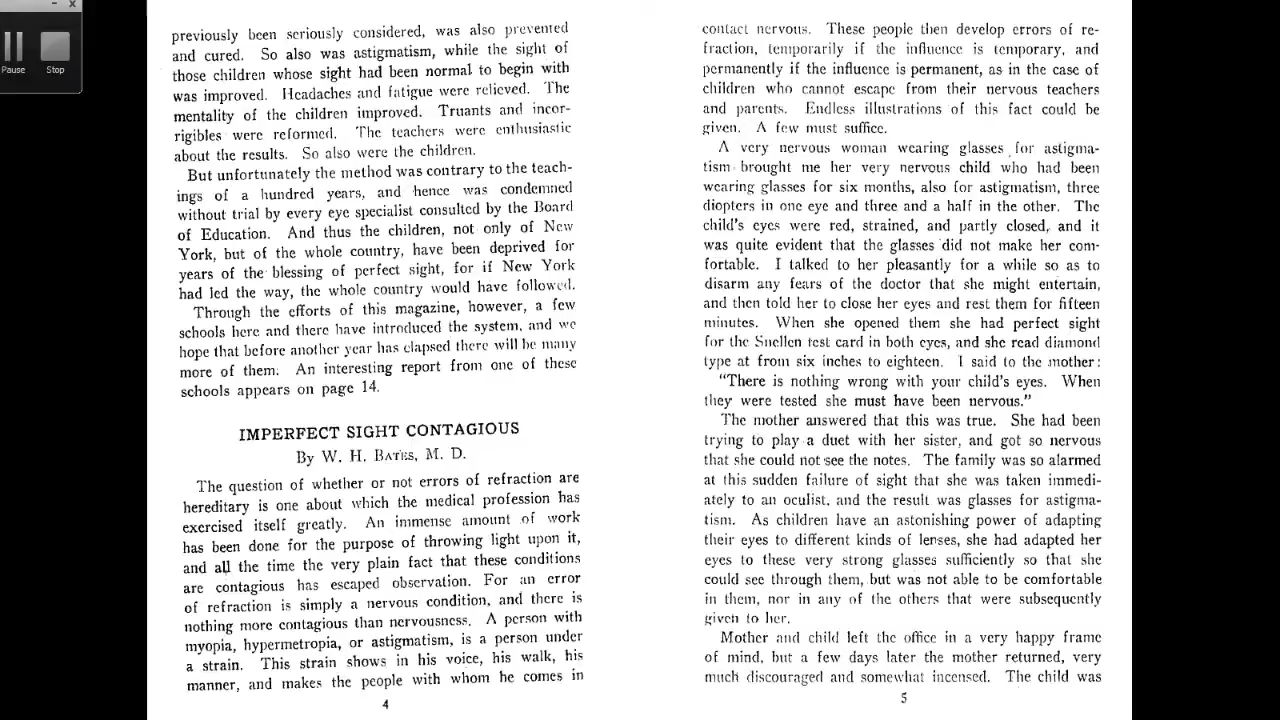 Pause
Stop
previously been seriously considered, was also prevented
and cured. So also was astigmatism, while the sight of
those children whose sight had been normal to begin with
was improved. Headaches and fatigue were relieved. The
mentality of the children improved. Truants and incor-
rigibles were reformed. The teachers were enthusiastic
about the results. So also were the children.
But unfortunately the method was contrary to the teach-
ings of a hundred years, and hence was condemned
without trial by every eye specialist consulted by the Board
of Education. And thus the children, not only of New
York, but of the whole country, have been deprived for
years of the blessing of perfect sight, for if New York
had led the way, the whole country would have followed.
Through the efforts of this magazine, however, a few
schools here and there have introduced the system, and we
hope that before another year has elapsed there will be many
more of them. An interesting report from one of these
schools appears on page 14.
IMPERFECT SIGHT CONTAGIOUS
By W. H. BATES, M. D.
The question of whether or not errors of refraction are
hereditary is one about which the medical profession has
exercised itself greatly. An immense amount of work
has been done for the purpose of throwing light upon it,
and all the time the very plain fact that these conditions
are contagious has escaped observation. For an error
of refraction is simply a nervous condition, and there is
nothing more contagious than nervousness. A person with
myopia, hypermetropia, or astigmatism, is a person under
a strain. This strain shows in his voice, his walk, his
manner, and makes the people with whom he comes in
4
contact nervous. These people then develop errors of re-
fraction, temporarily if the influence is temporary, and
permanently if the influence is permanent, as in the case of
children who cannot escape from their nervous teachers
and parents. Endless illustrations of this fact could be
given. A few must suffice.
A very nervous woman wearing glasses for astigma-
tism brought me her very nervous child who had been
wearing glasses for six months, also for astigmatism, three
diopters in one eye and three and a half in the other. The
child's eyes were red, strained, and partly closed, and it
was quite evident that the glasses did not make her com-
fortable. I talked to her pleasantly for a while so as to
disarm any fears of the doctor that she might entertain,
and then told her to close her eyes and rest them for fifteen
minutes. When she opened them she had perfect sight
for the Snellen test card in both eyes, and she read diamond
type at from six inches to eighteen. I said to the mother:
"There is nothing wrong with your child's eyes. When
they were tested she must have been nervous."
The mother answered that this was true. She had been
trying to play a duet with her sister, and got so nervous
that she could not see the notes. The family was so alarmed
at this sudden failure of sight that she was taken immedi-
ately to an oculist, and the result was glasses for astigma-
tism. As children have an astonishing power of adapting
their eyes to different kinds of lenses, she had adapted her
eyes to these very strong glasses sufficiently so that she
could see through them, but was not able to be comfortable
in them, nor in any of the others that were subsequently
given to her.
Mother and child left the office in a very happy frame
of mind, but a few days later the mother returned, very
much discouraged and somewhat incensed. The child was
5